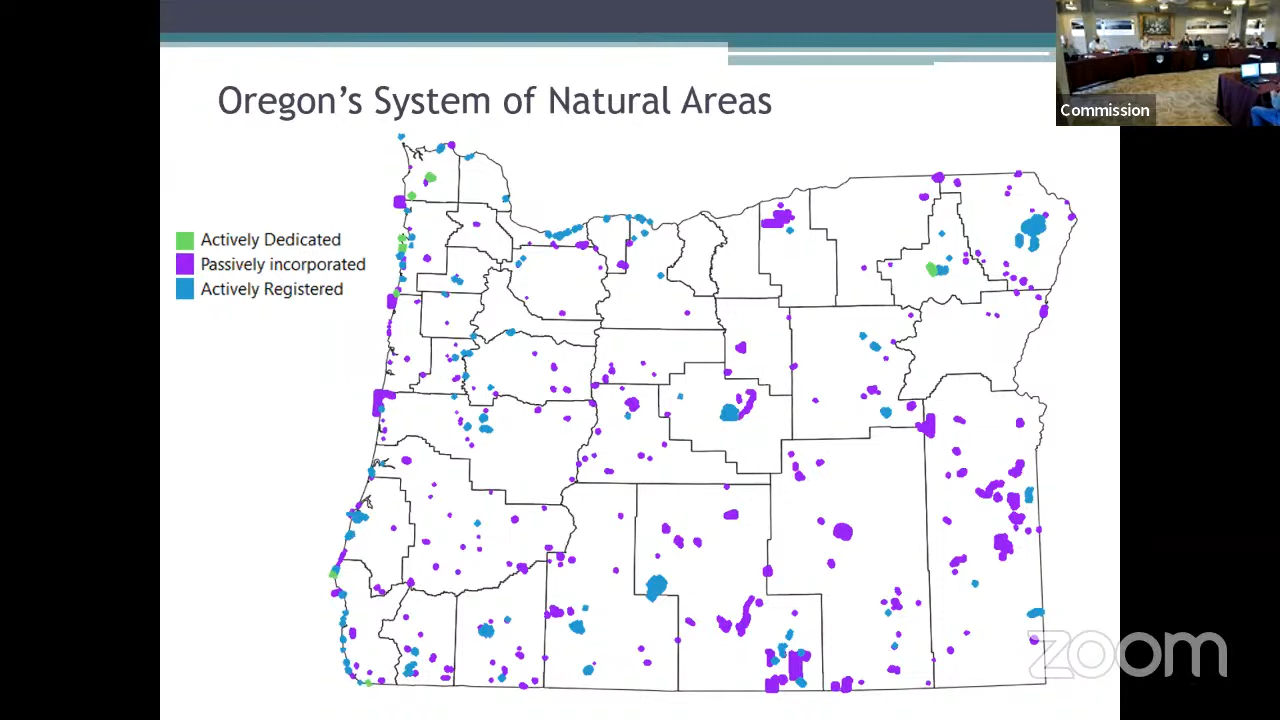 Commission
Oregon's System of Natural Areas
Actively Dedicated
Passively incorporated
Actively Registered
zoom